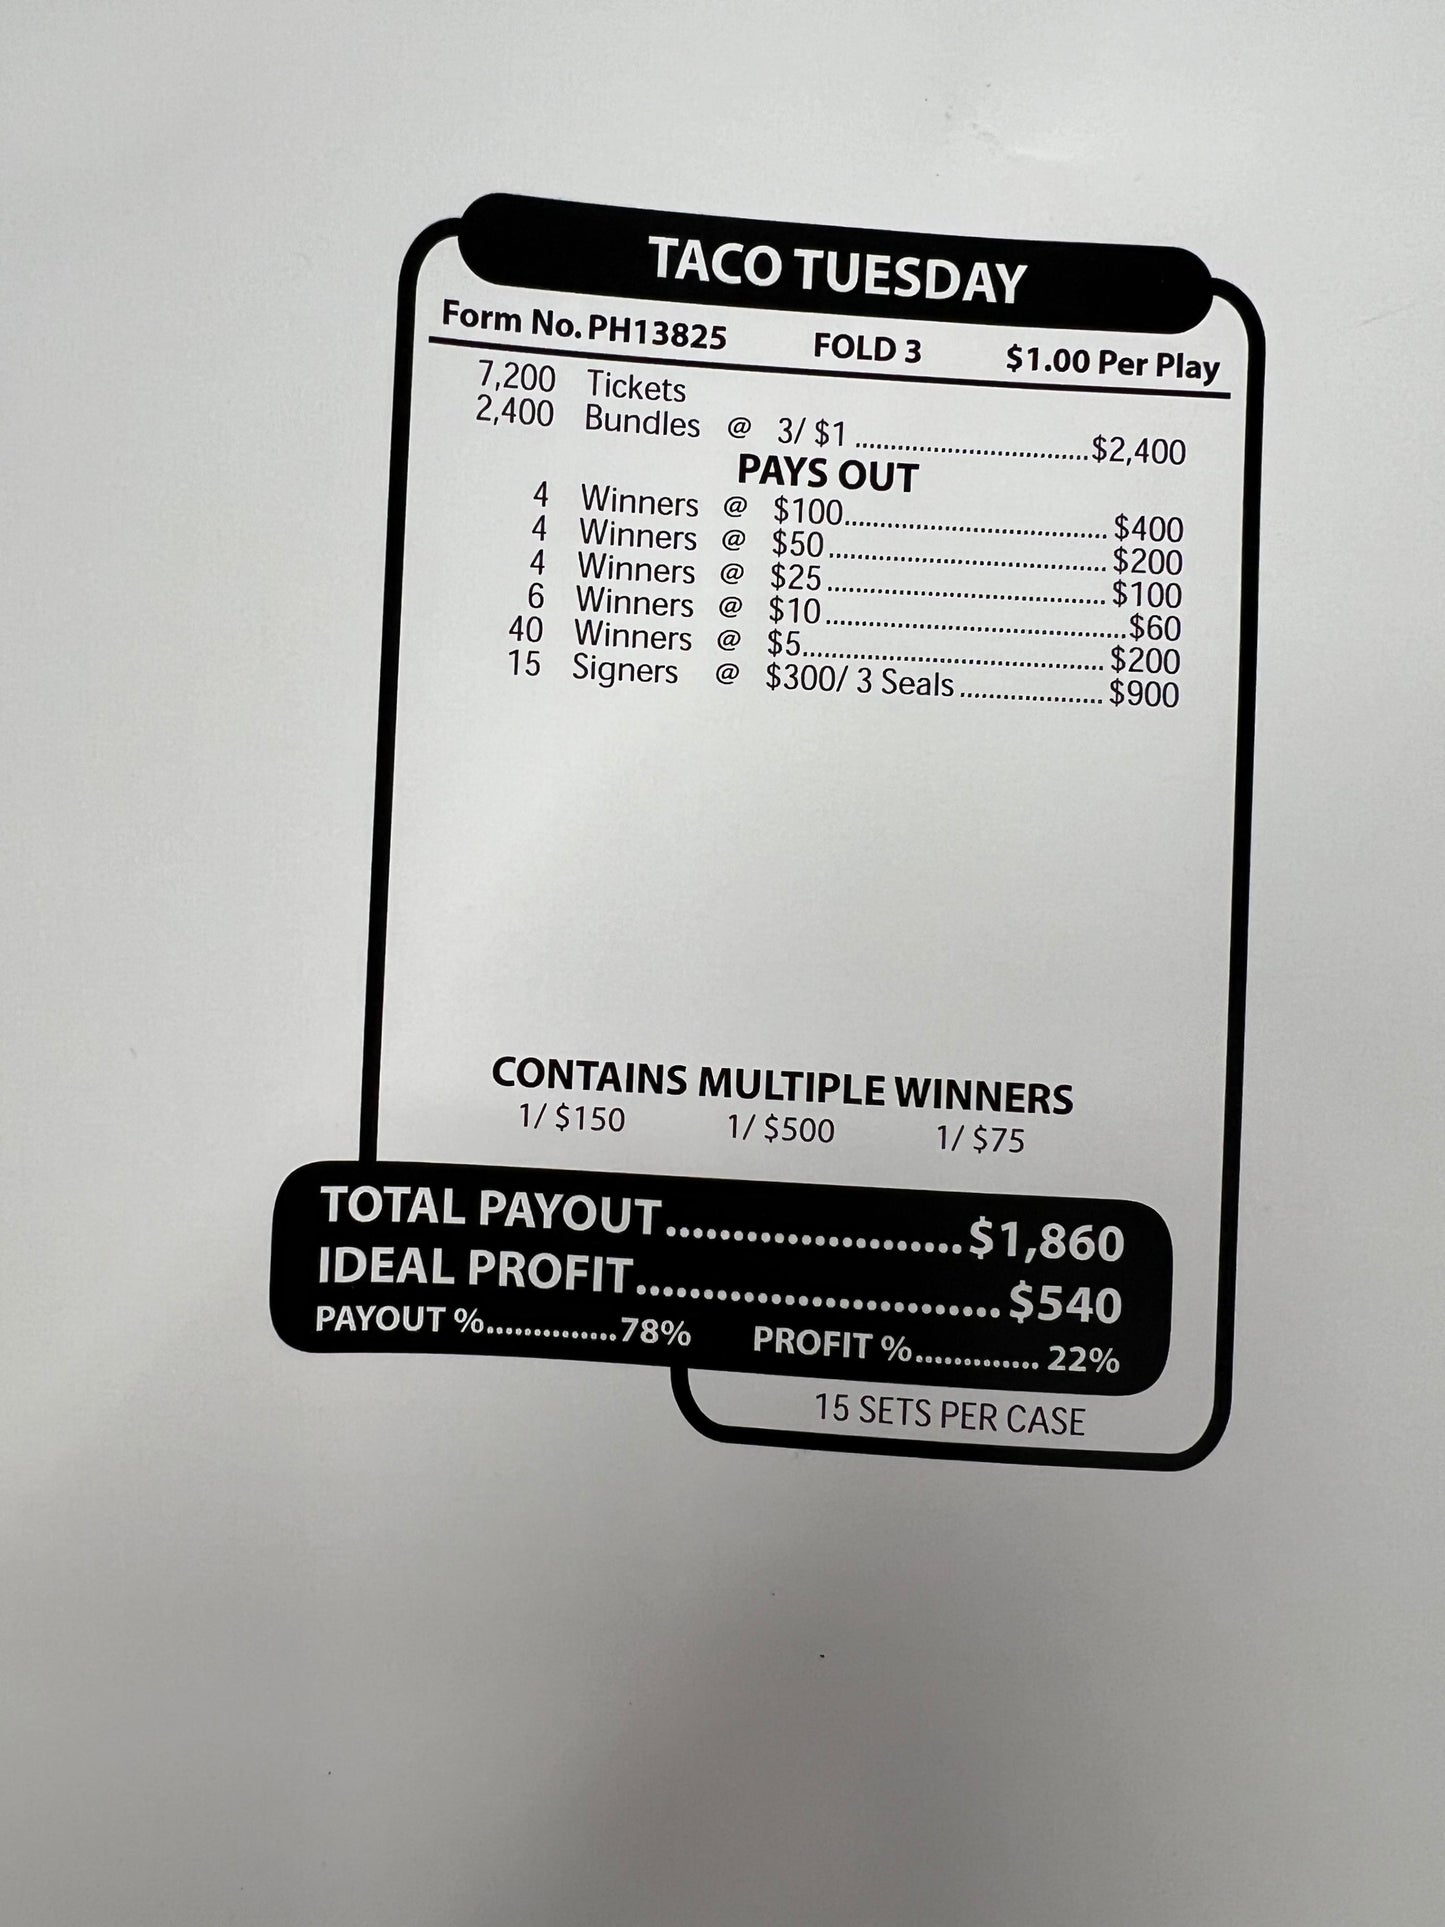 TACO TUESDAY
Form No. PH13825 FOLD 3 $1.00 Per Play
7,200 Tickets
2,400 Bundles @ 3/ $1 ............................... $2,400
PAYS OUT
4 Winners @ $100 ................................... $400
4 Winners @ $50 ..................................... $200
4 Winners @ $25 ..................................... $100
6 Winners @ $10 ........................................ $60
40 Winners @ $5 ........................................ $200
15 Signers @ $300/ 3 Seals ................... $900
CONTAINS MULTIPLE WINNERS
1/ $150 1/ $500 1/ $75
TOTAL PAYOUT ...................... $1,860
IDEAL PROFIT ........................... $540
PAYOUT % .............. 78% PROFIT % ............. 22%
15 SETS PER CASE